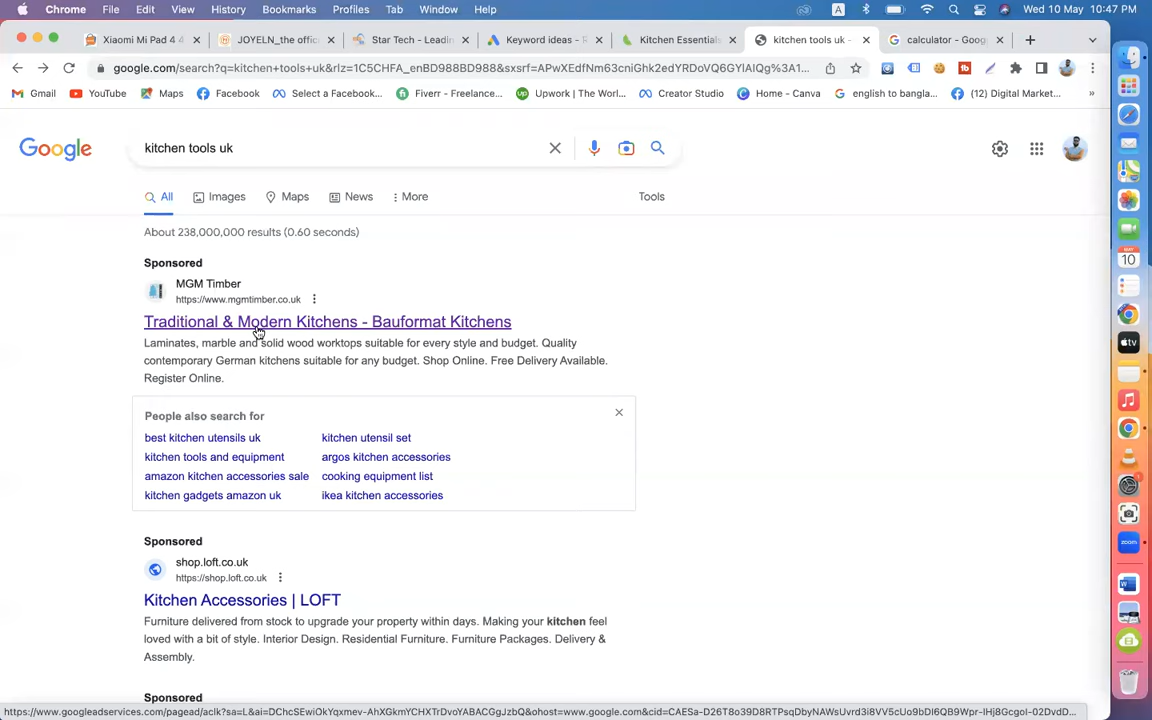 Chrome File Edit View History Bookmarks Profiles Tab Window Help A Wed 10 May 10:47 PM
Xiaomi Mi Pad 4 4 JOYELN_the offic Star Tech - Leadin Keyword ideas - Kitchen Essentials kitchen tools uk - calculator - Goog
google.com/search?q=kitchen+tools+uk&rlz=1C5CHFA_enBD988BD988&sxsrf=APwXEdfNm63cniGhk2edYRDoVQ6GYIAIQg%3A1...
Gmail YouTube Maps Facebook Select a Facebook... Fiverr - Freelance... Upwork | The Worl... Creator Studio Home - Canva english to bangla... (12) Digital Market... »
Google kitchen tools uk
All Images Maps News More Tools
About 238,000,000 results (0.60 seconds)
Sponsored
MGM Timber
https://www.mgmtimber.co.uk
Traditional & Modern Kitchens - Bauformat Kitchens
Laminates, marble and solid wood worktops suitable for every style and budget. Quality
contemporary German kitchens suitable for any budget. Shop Online. Free Delivery Available.
Register Online.
People also search for
best kitchen utensils uk kitchen utensil set
kitchen tools and equipment argos kitchen accessories
amazon kitchen accessories sale cooking equipment list
kitchen gadgets amazon uk ikea kitchen accessories
Sponsored
shop.loft.co.uk
https://shop.loft.co.uk
Kitchen Accessories | LOFT
Furniture delivered from stock to upgrade your property within days. Making your kitchen feel
loved with a bit of style. Interior Design. Residential Furniture. Furniture Packages. Delivery &
Assembly.
Sponsored